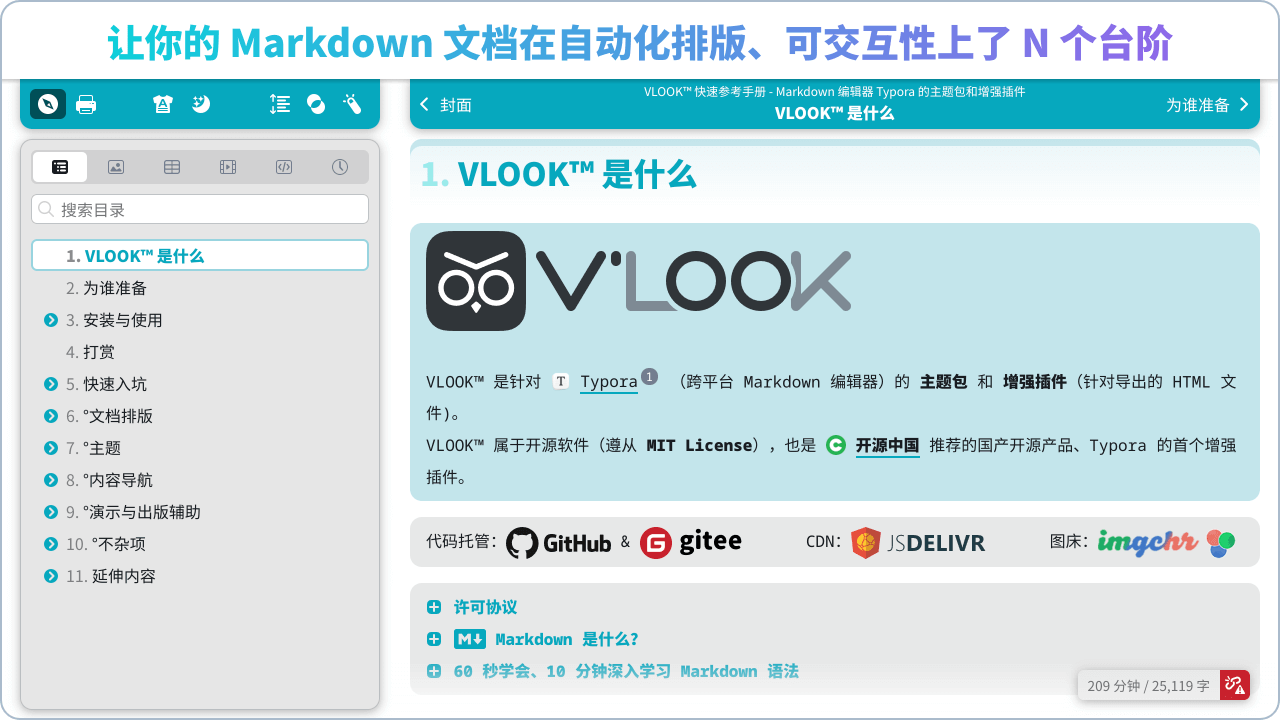 让你的 Markdown 文档在自动化排版、可交互性上了 N 个台阶
封面
VLOOK™ 快速参考手册 - Markdown 编辑器 Typora 的主题包和增强插件
VLOOK™ 是什么
为谁准备
搜索目录
1. VLOOK™ 是什么
2. 为谁准备
3. 安装与使用
4. 打赏
5. 快速入坑
6. °文档排版
7. °主题
8. °内容导航
9. °演示与出版辅助
10. °不杂项
11. 延伸内容
1. VLOOK™ 是什么
V'LOOK
VLOOK™ 是针对 T Typora 1 （跨平台 Markdown 编辑器）的 主题包 和 增强插件（针对导出的 HTML 文
件）。
VLOOK™ 属于开源软件（遵从 MIT License），也是 C 开源中国 推荐的国产开源产品、Typora 的首个增强
插件。
代码托管： GitHub & G gitee CDN： JSDELIVR 图床： imgchr
许可协议
M↓ Markdown 是什么？
60 秒学会、10 分钟深入学习 Markdown 语法
209 分钟 / 25,119 字